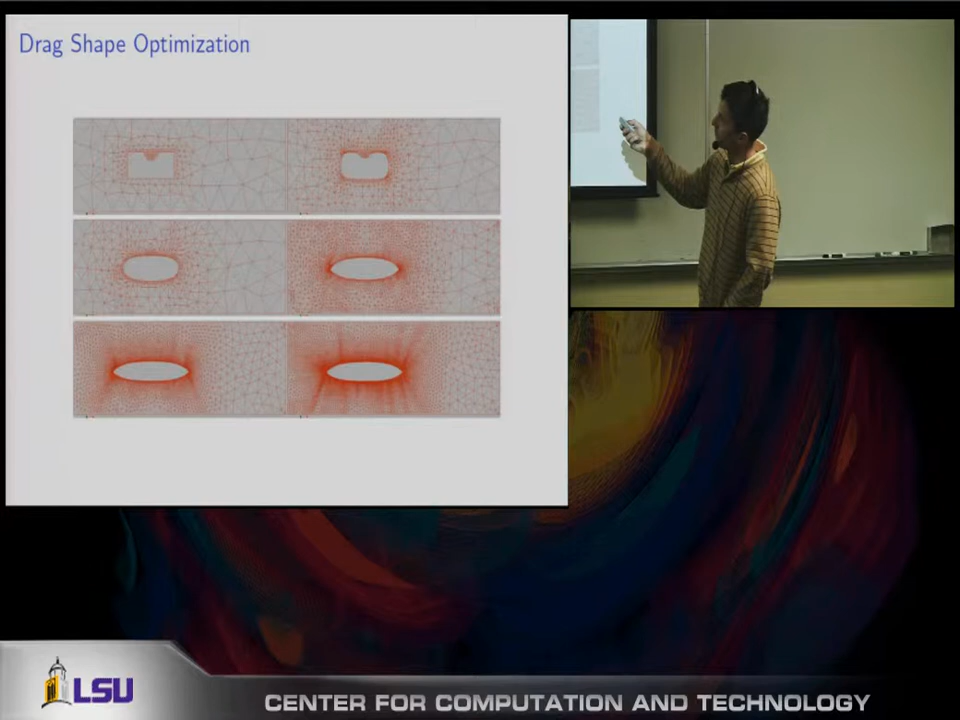 Drag Shape Optimization
LSU
CENTER FOR COMPUTATION AND TECHNOLOGY